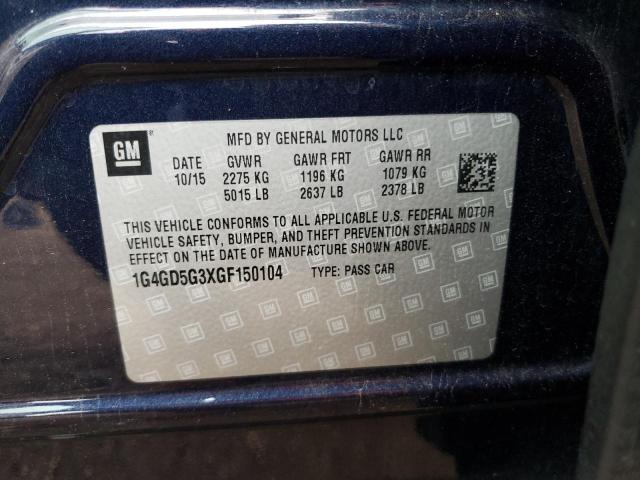 GM ® MFD BY GENERAL MOTORS LLC
DATE GVWR GAWR FRT GAWR RR
10/15 2275 KG 1196 KG 1079 KG
5015 LB 2637 LB 2378 LB
THIS VEHICLE CONFORMS TO ALL APPLICABLE U.S. FEDERAL MOTOR
VEHICLE SAFETY, BUMPER, AND THEFT PREVENTION STANDARDS IN
EFFECT ON THE DATE OF MANUFACTURE SHOWN ABOVE.
1G4GD5G3XGF150104 TYPE: PASS CAR